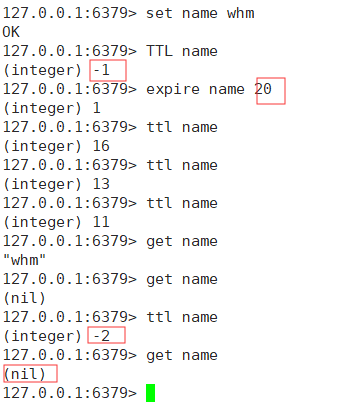 127.0.0.1:6379> set name whm
OK
127.0.0.1:6379> TTL name
(integer) -1
127.0.0.1:6379> expire name 20
(integer) 1
127.0.0.1:6379> ttl name
(integer) 16
127.0.0.1:6379> ttl name
(integer) 13
127.0.0.1:6379> ttl name
(integer) 11
127.0.0.1:6379> get name
"whm"
127.0.0.1:6379> get name
(nil)
127.0.0.1:6379> ttl name
(integer) -2
127.0.0.1:6379> get name
(nil)
127.0.0.1:6379>